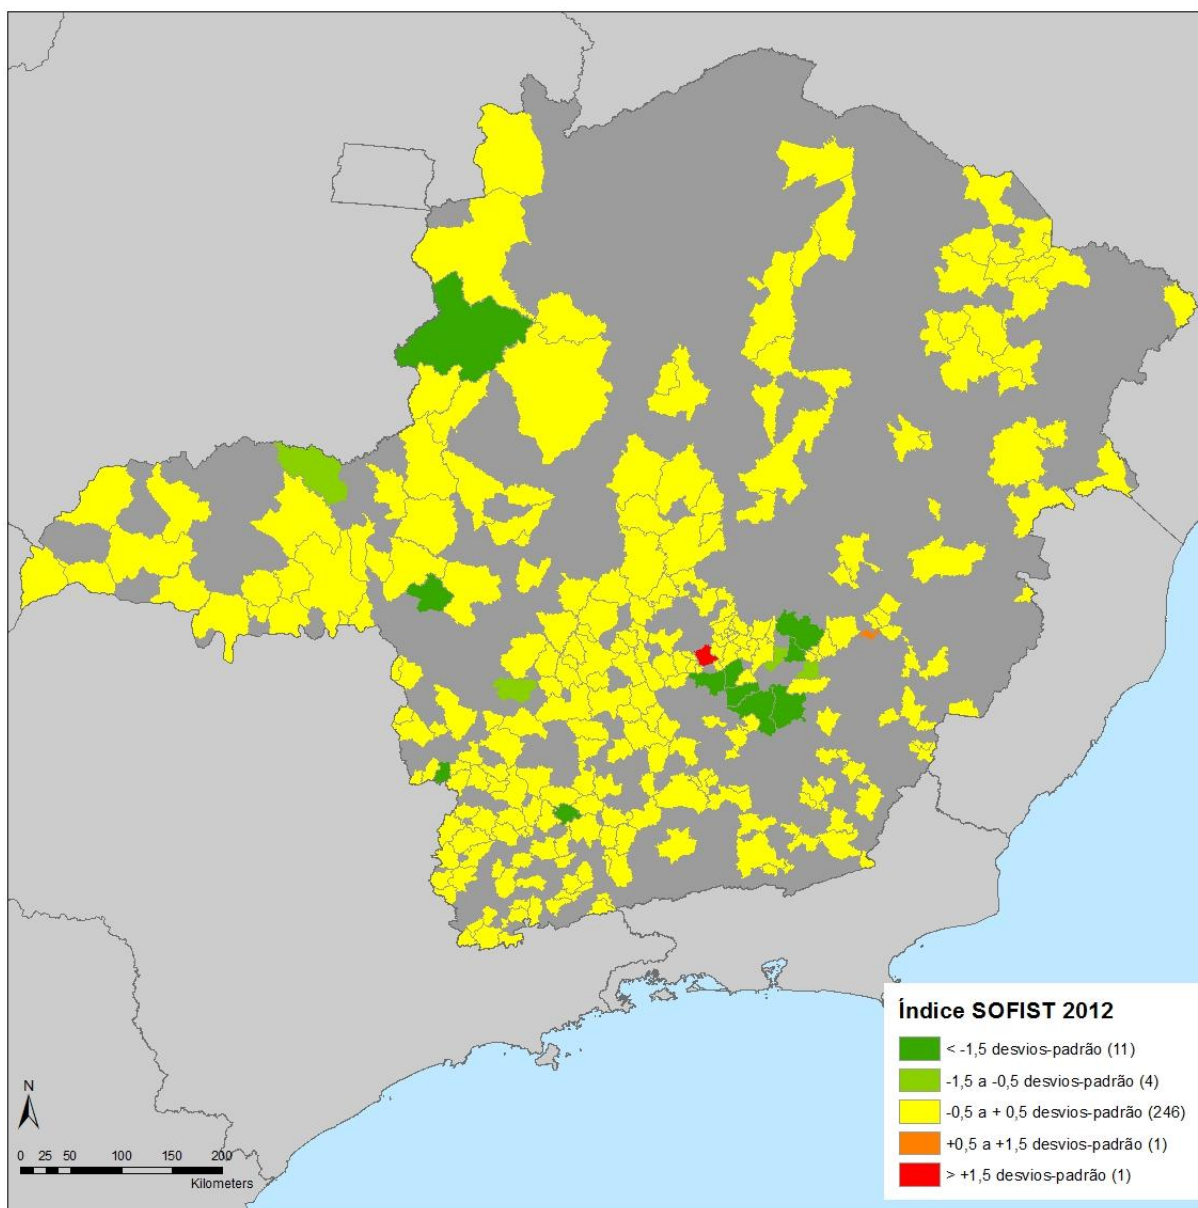 Índice SOFIST 2012
< -1,5 desvios-padrão (11)
-1,5 a -0,5 desvios-padrão (4)
-0,5 a + 0,5 desvios-padrão (246)
+0,5 a +1,5 desvios-padrão (1)
> +1,5 desvios-padrão (1)
N
0 25 50 100 150 200
Kilometers